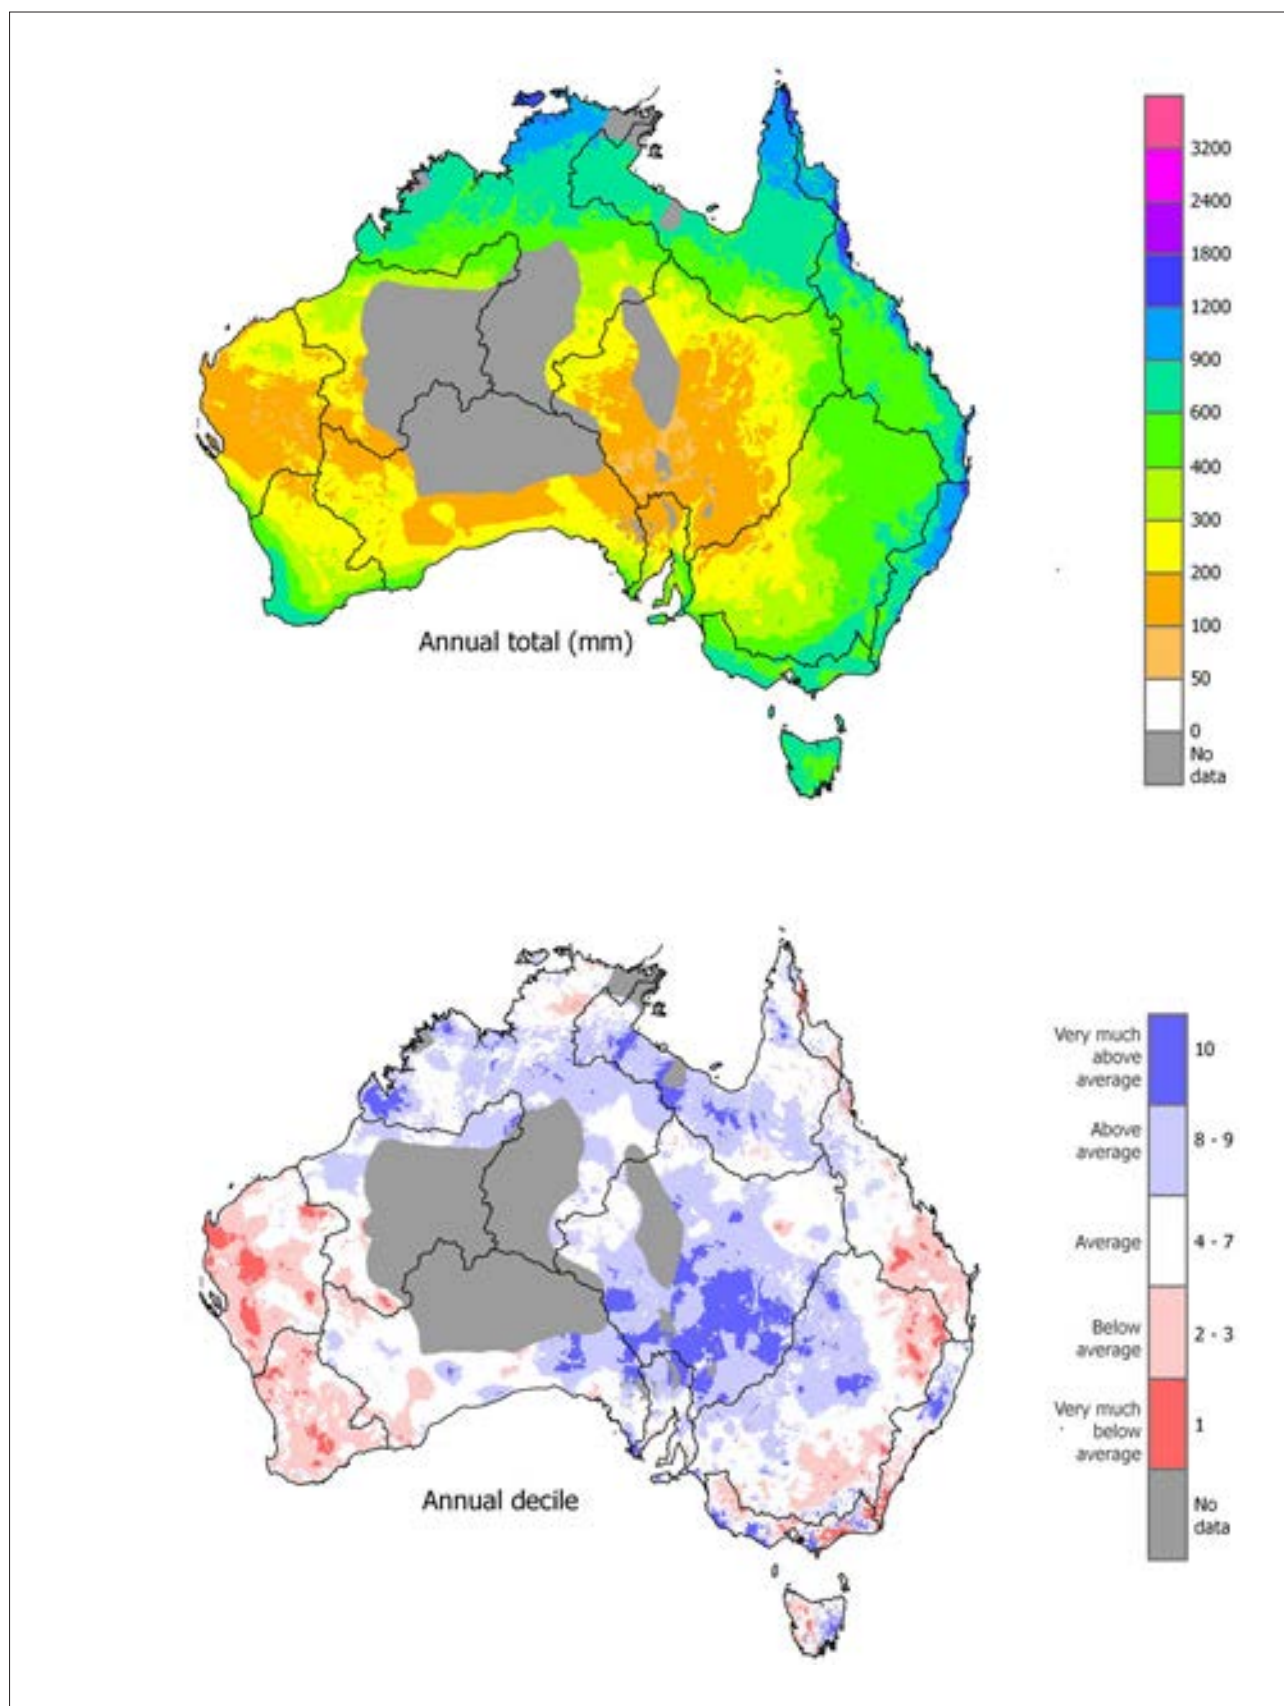 3200
2400
1800
1200
900
600
400
300
200
100
50
0
No
data
Annual total (mm)
Very much
above
average
10
Above
average
8 - 9
Average
4 - 7
Below
average
2 - 3
Very much
below
average
1
No
data
Annual decile